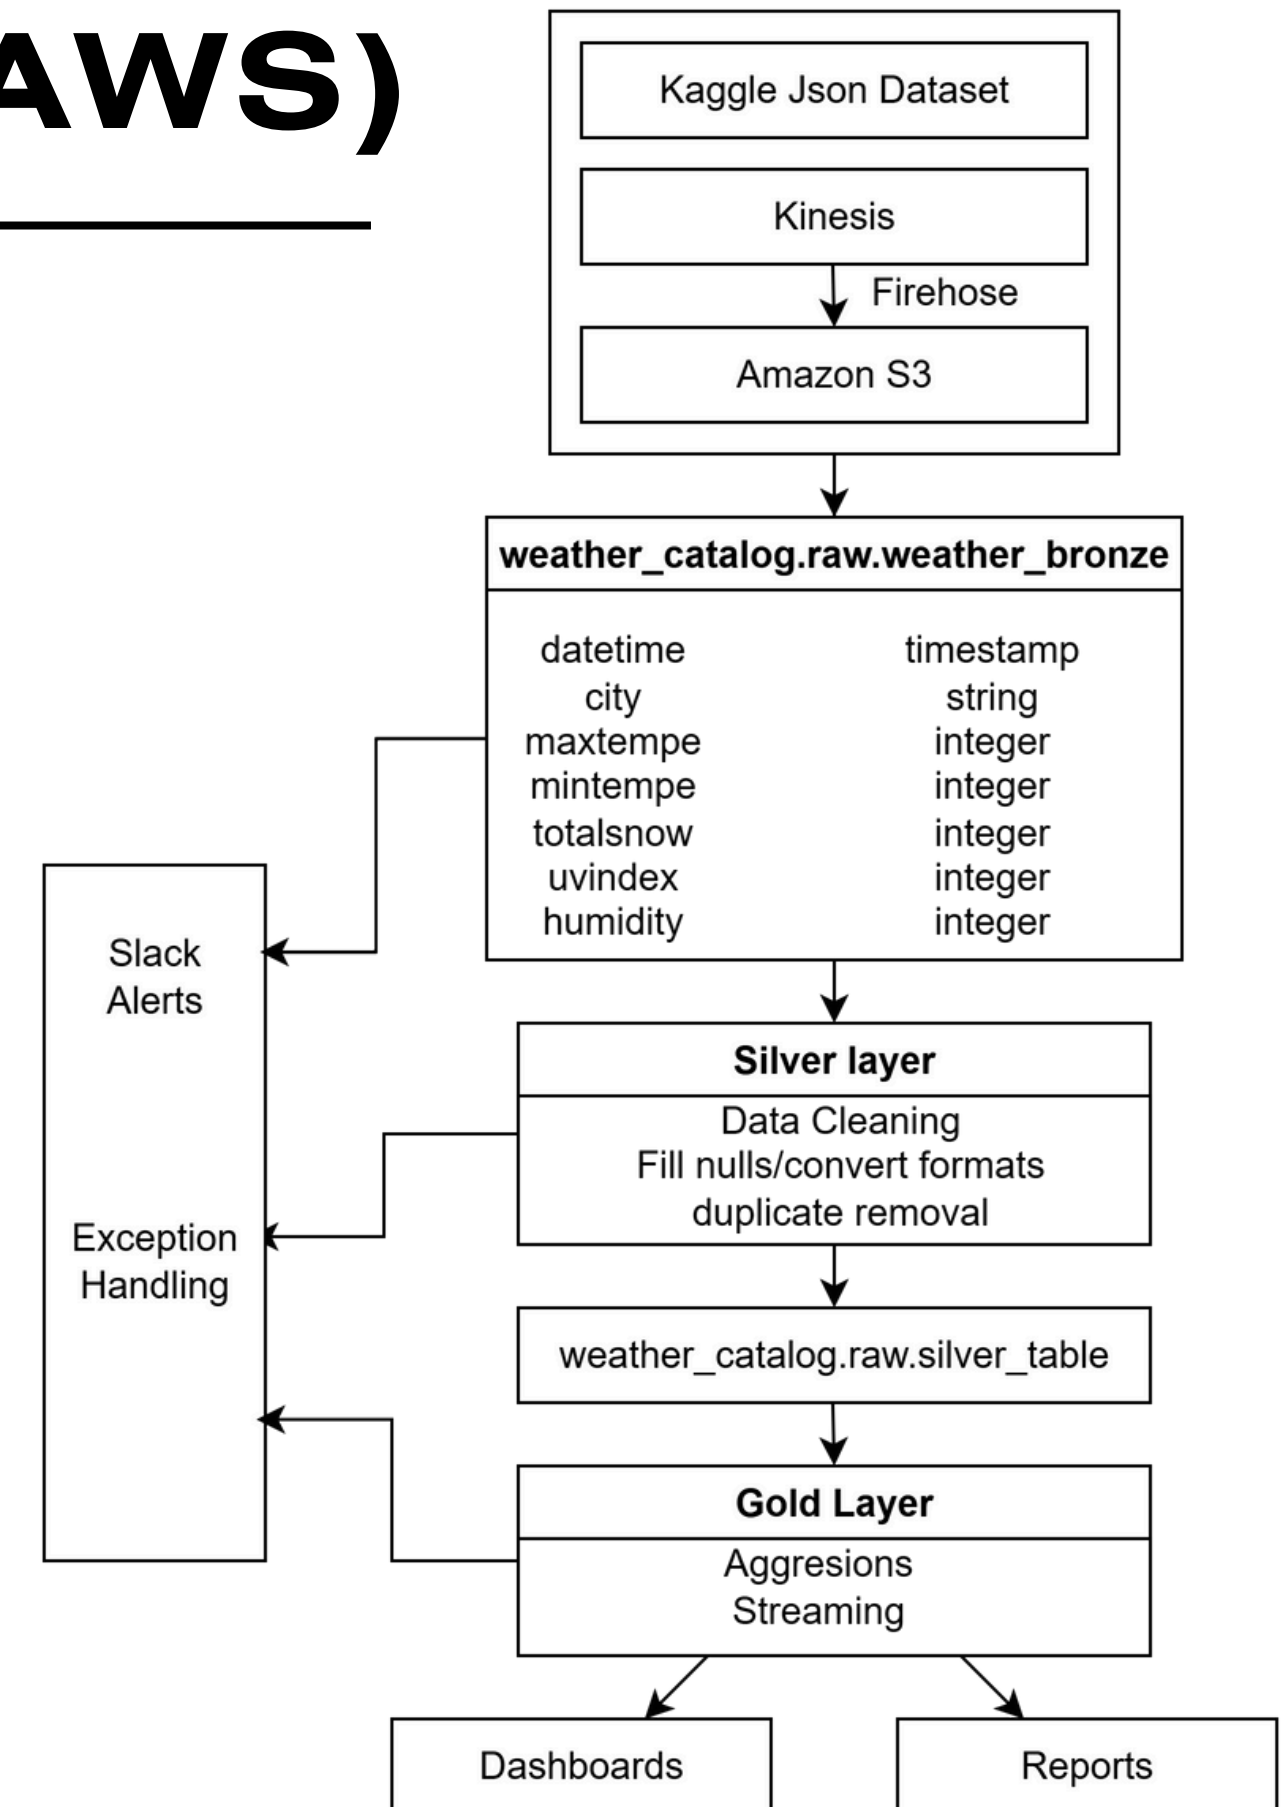 AWS)
Kaggle Json Dataset
Kinesis
Firehose
Amazon S3
weather_catalog.raw.weather_bronze
datetime timestamp
city string
maxtempe integer
mintempe integer
totalsnow integer
uvindex integer
humidity integer
Slack
Alerts
Exception
Handling
Silver layer
Data Cleaning
Fill nulls/convert formats
duplicate removal
weather_catalog.raw.silver_table
Gold Layer
Aggresions
Streaming
Dashboards Reports